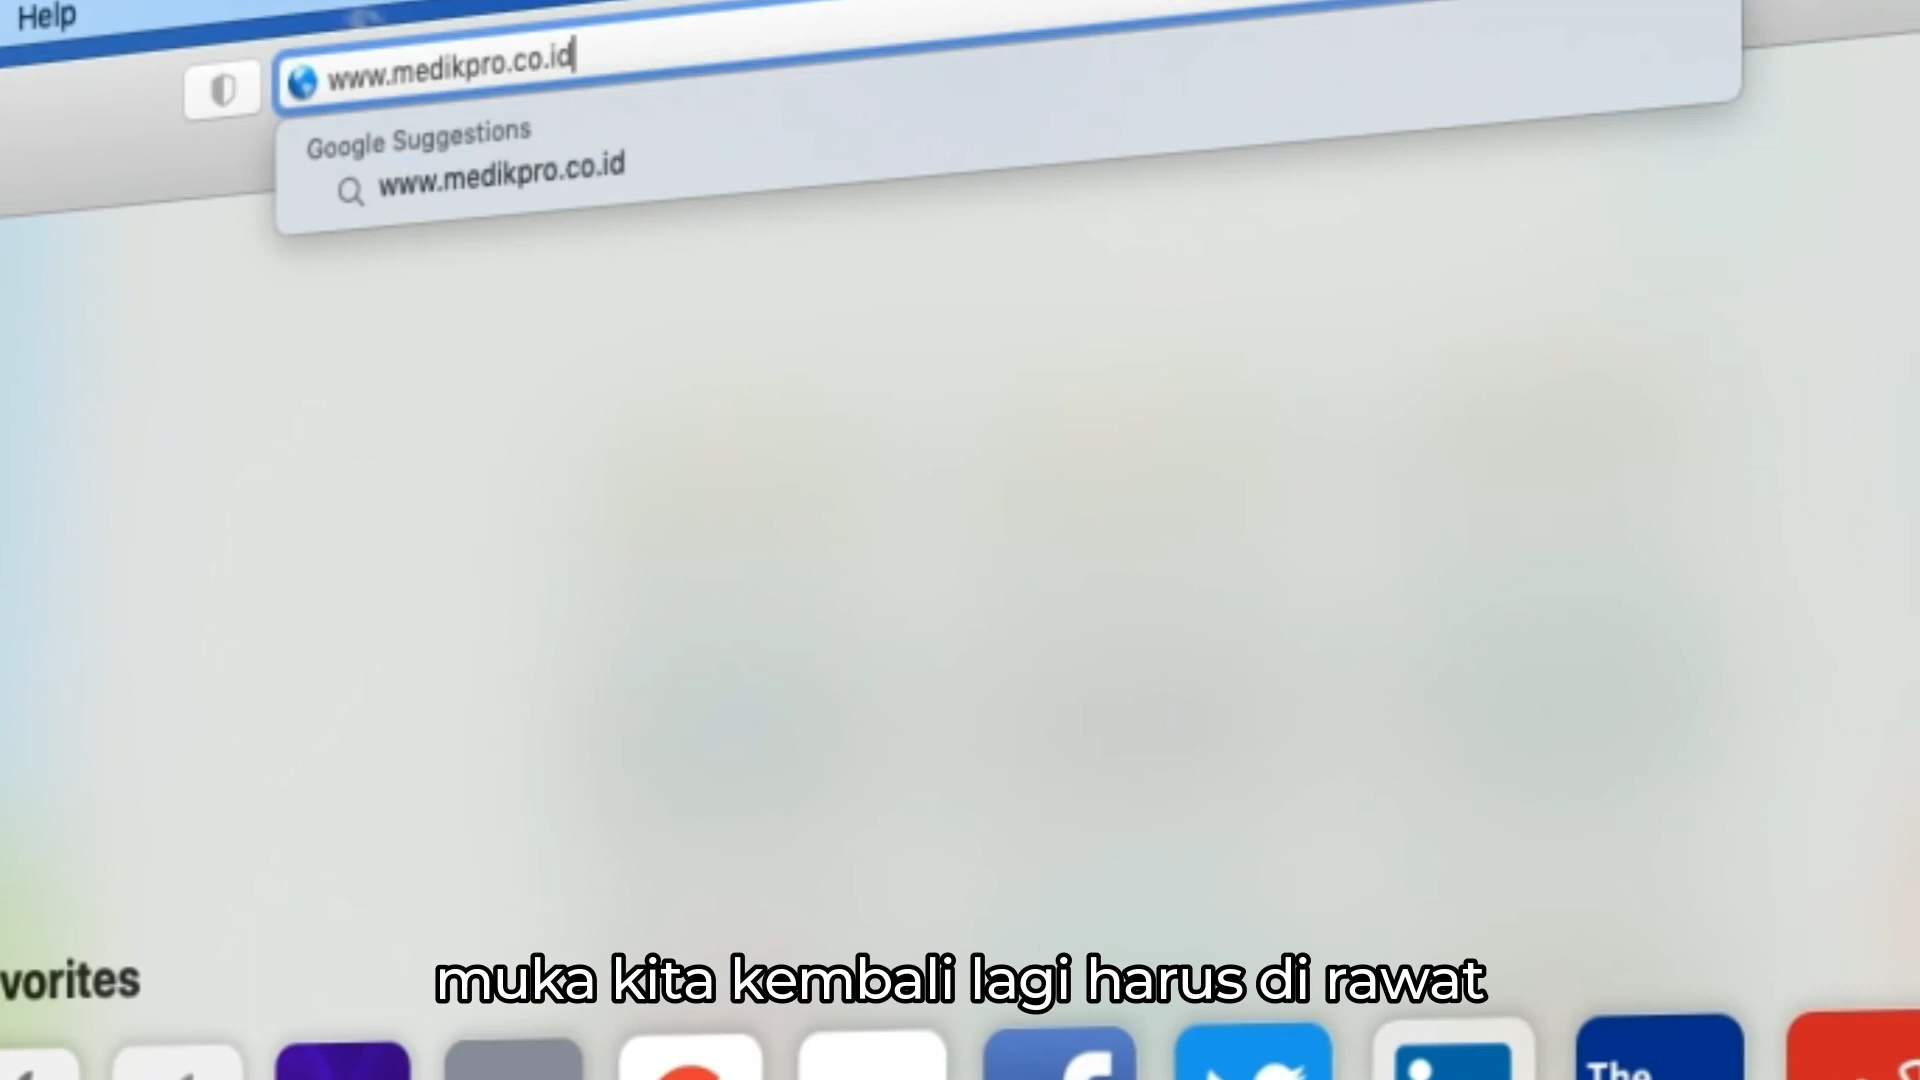 Help
www.medikpro.co.id
Google Suggestions
www.medikpro.co.id
vorites
muka kita kembali lagi harus di rawat
The